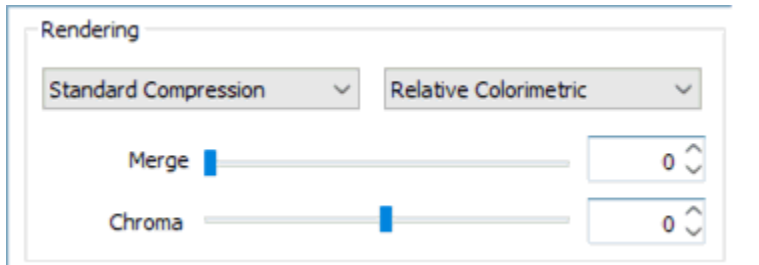 Rendering
Standard Compression Relative Colorimetric
Merge 0
Chroma 0